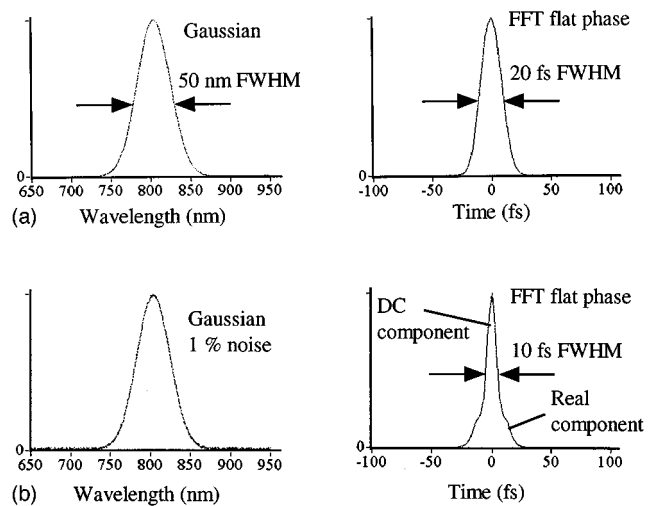 Gaussian
50 nm FWHM
0
650 700 750 800 850 900 950
(a) Wavelength (nm)
FFT flat phase
20 fs FWHM
0
-100 -50 0 50 100
Time (fs)
Gaussian
1 % noise
0
650 700 750 800 850 900 950
(b) Wavelength (nm)
FFT flat phase
DC
component
10 fs FWHM
Real
component
0
-100 -50 0 50 100
Time (fs)